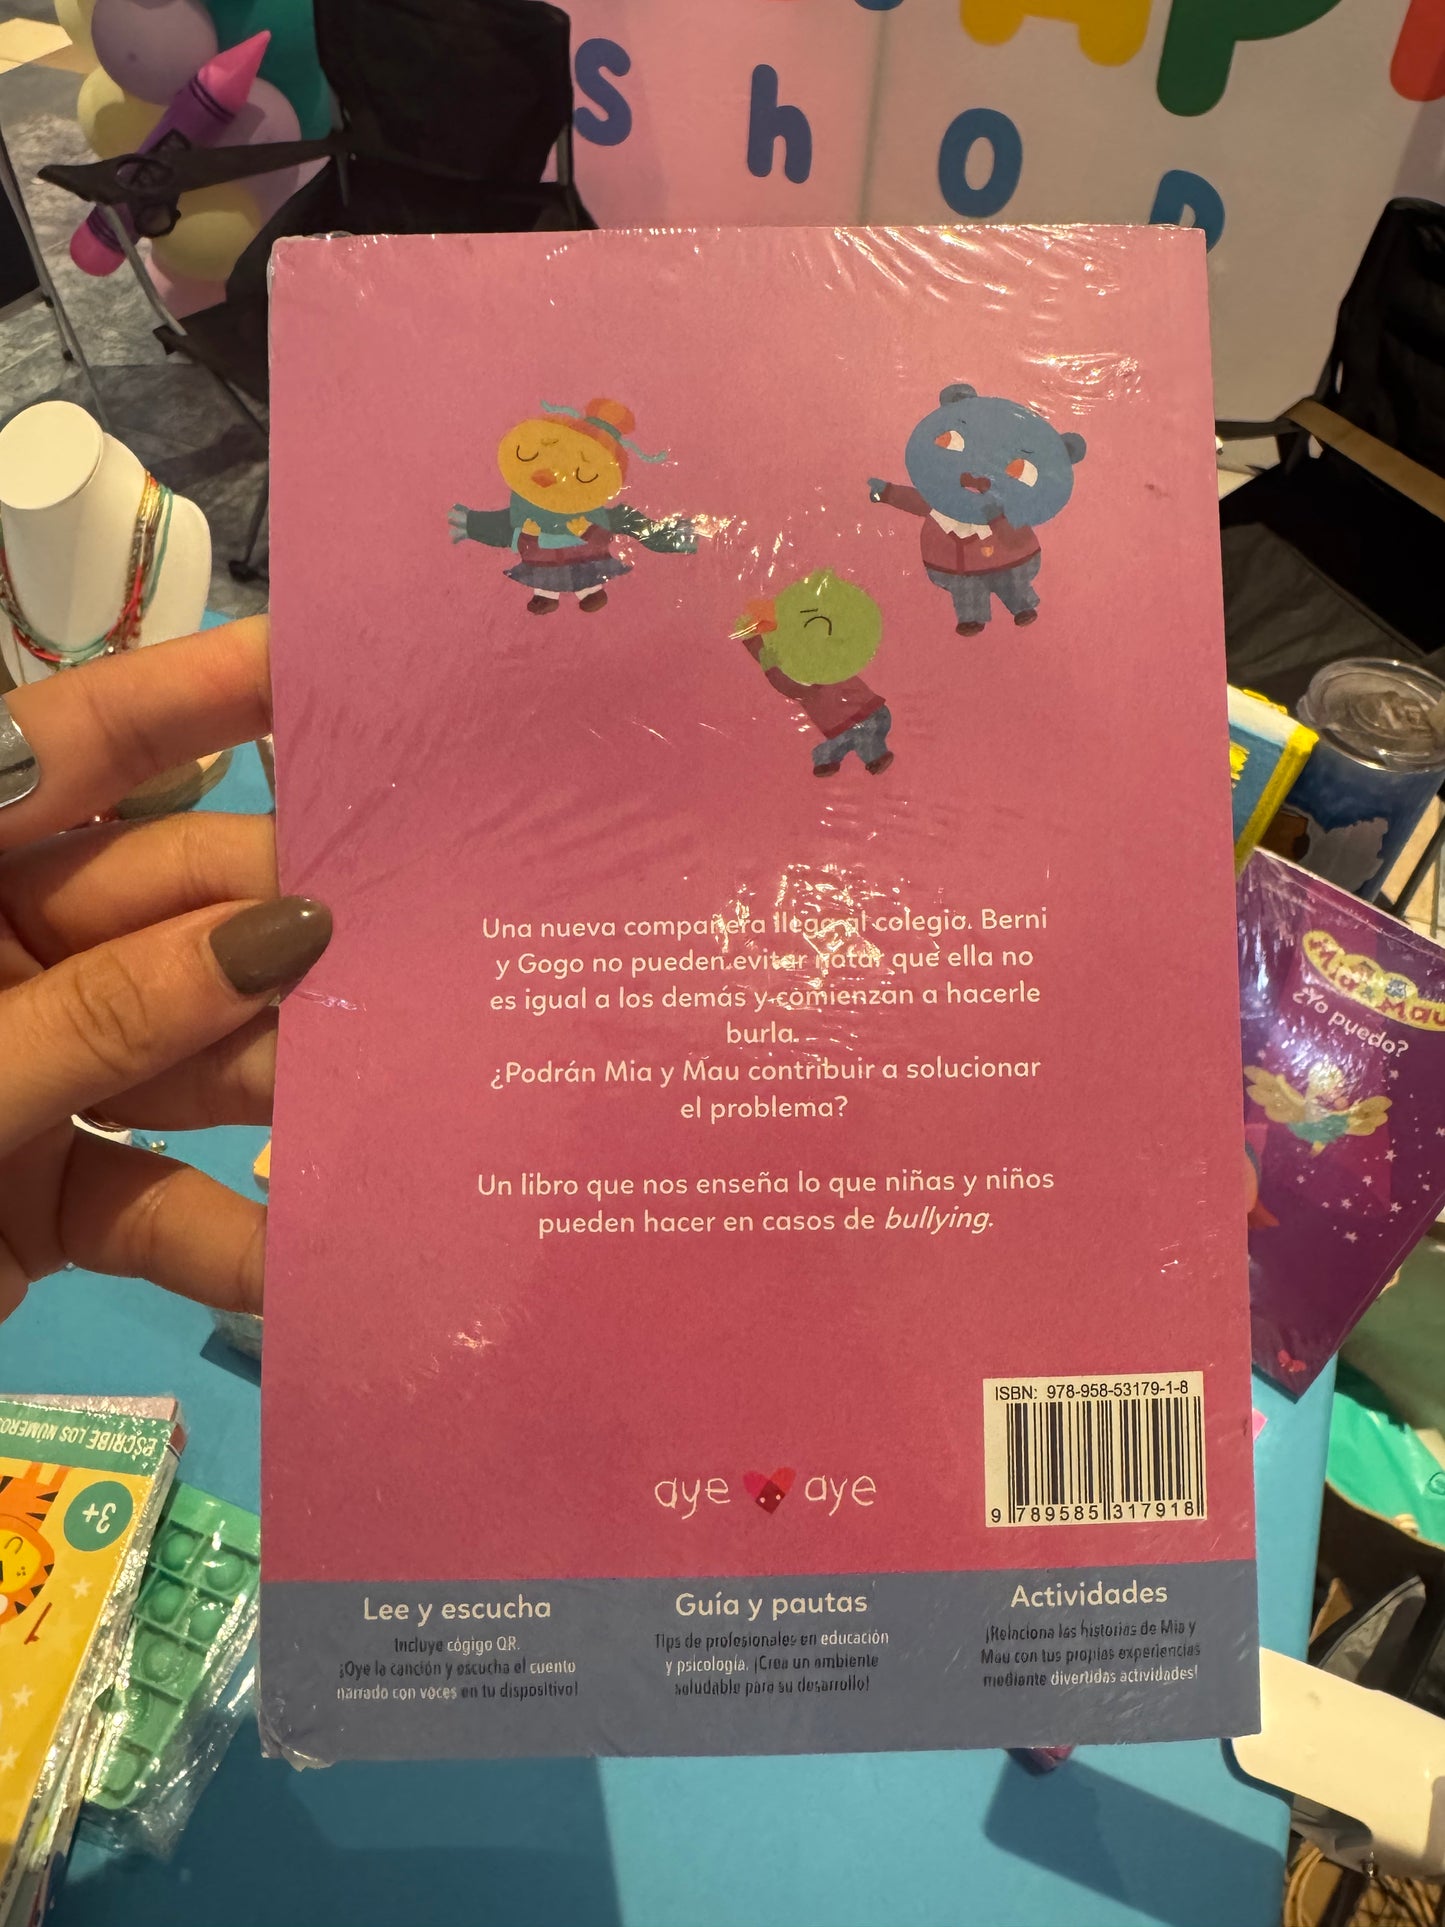 shop
Una nueva compañera llega al colegio. Berni
y Gogo no pueden evitar notar que ella no
es igual a los demás y comienzan a hacerle
burla.
¿Podrán Mia y Mau contribuir a solucionar
el problema?
Un libro que nos enseña lo que niñas y niños
pueden hacer en casos de bullying.
ISBN: 978-958-53179-1-8
9 789585 317918
aye aye
Lee y escucha
Incluye cógigo QR.
¡Oye la canción y escucha el cuento
narrado con voces en tu dispositivo!
Guía y pautas
Tips de profesionales en educación
y psicología. ¡Crea un ambiente
saludable para su desarrollo!
Actividades
¡Relaciona las historias de Mia y
Mau con tus propias experiencias
mediante divertidas actividades!
Mia & Mau
¿Yo puedo?
ESCRIBE LOS NÚMEROS
3+
1